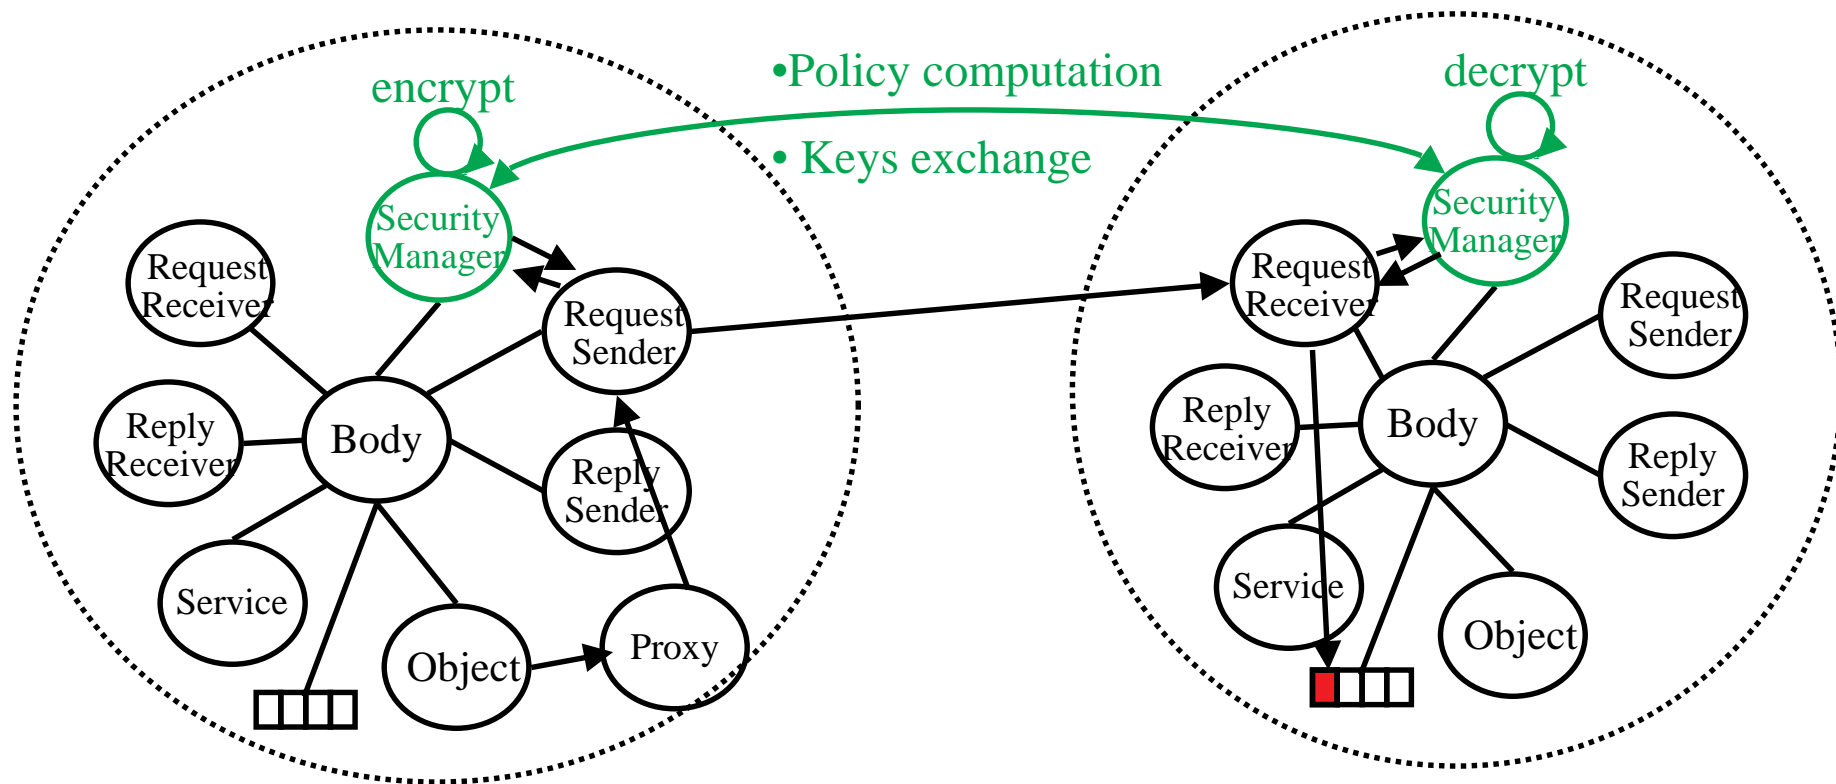 •Policy computation
• Keys exchange
encrypt
Security
Manager
Request
Receiver
Request
Sender
Reply
Receiver
Body
Reply
Sender
Service
Object
Proxy
decrypt
Security
Manager
Request
Receiver
Request
Sender
Reply
Receiver
Body
Reply
Sender
Service
Object